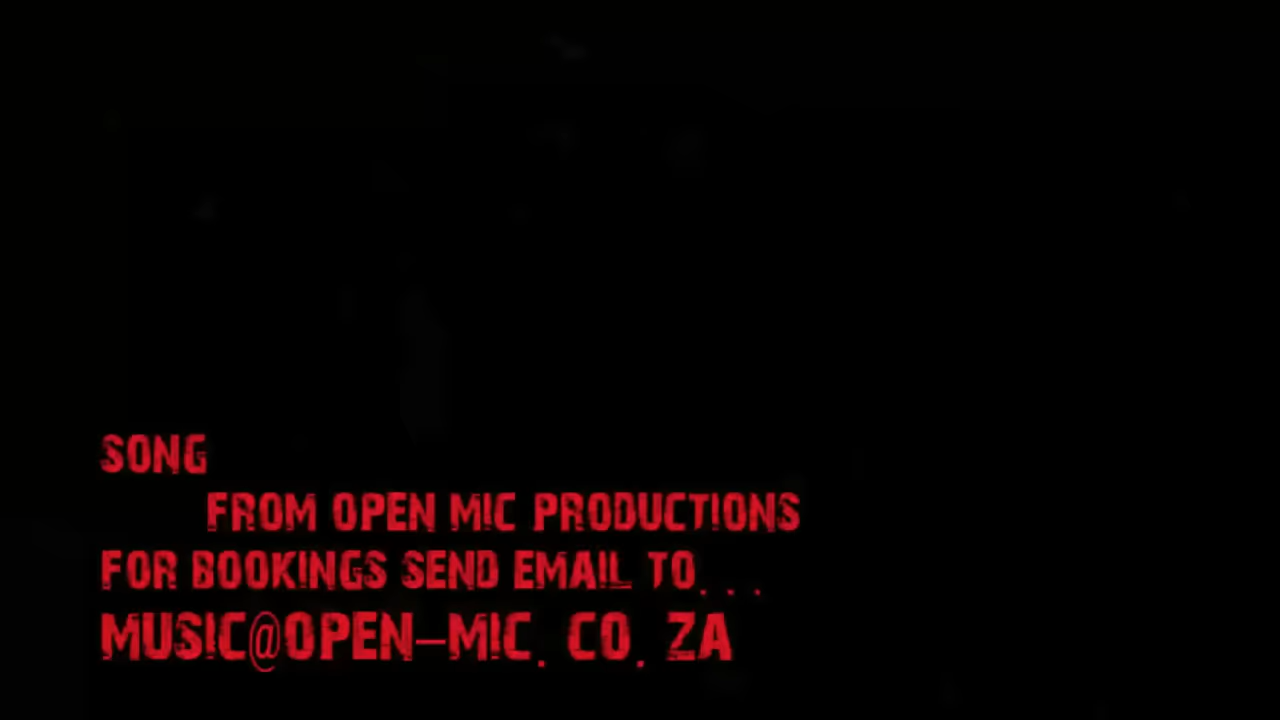 SONG
FROM OPEN MIC PRODUCTIONS
FOR BOOKINGS SEND EMAIL TO...
MUSIC@OPEN-MIC.CO.ZA